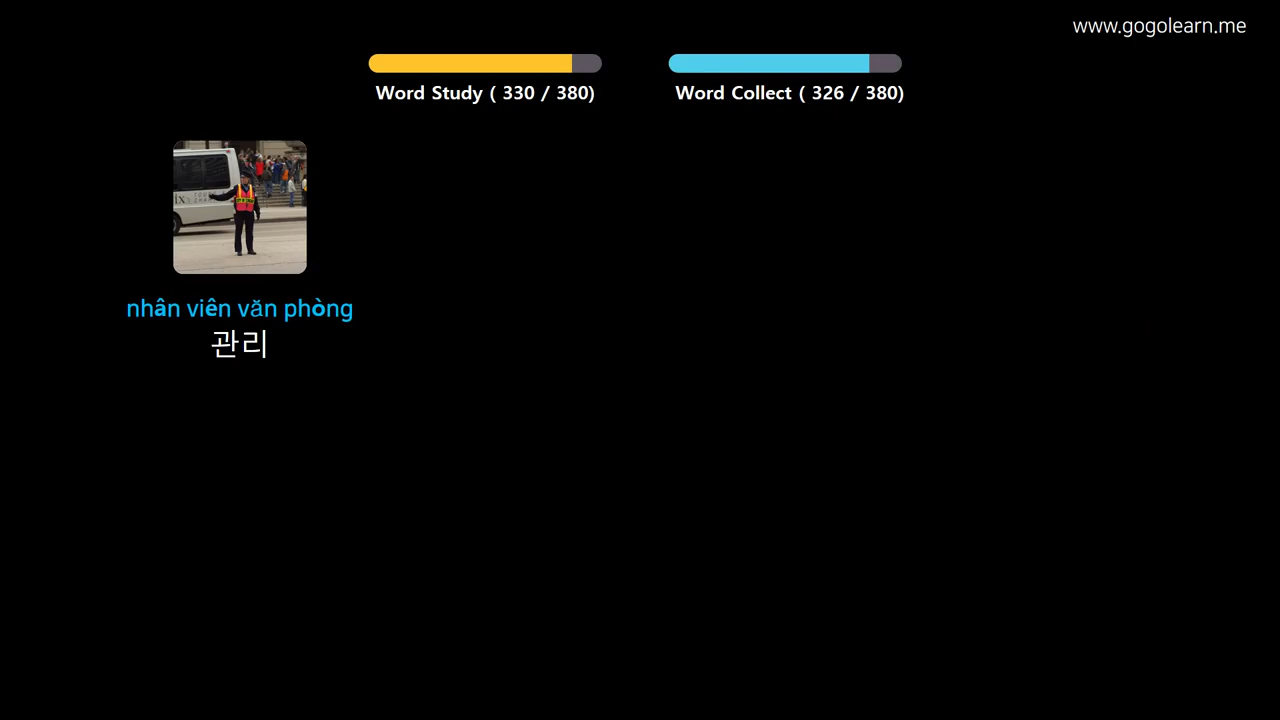 www.gogolearn.me
Word Study ( 330 / 380)
Word Collect ( 326 / 380)
nhân viên văn phòng
관리